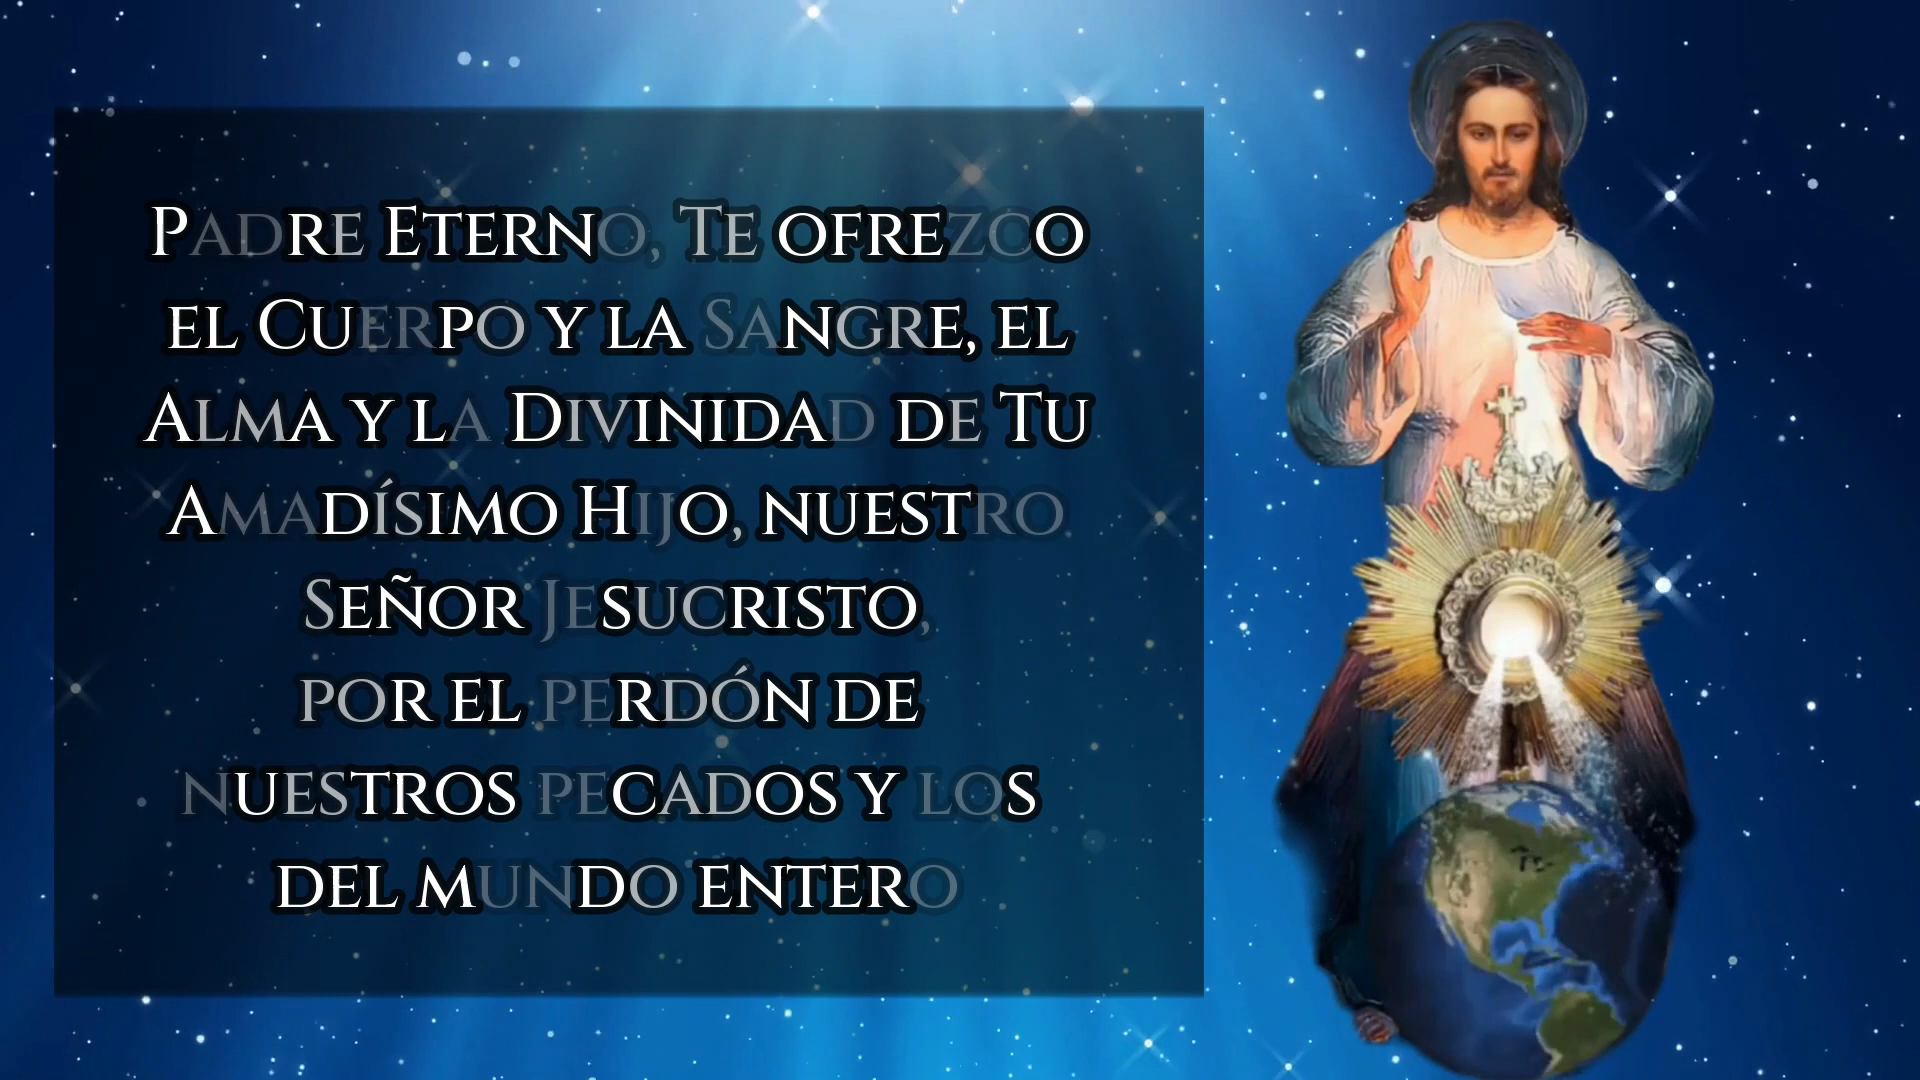 Padre Eterno, Te ofrezco
el Cuerpo y la Sangre, el
Alma y la Divinidad de Tu
Amadísimo Hijo, nuestro
Señor Jesucristo,
por el perdón de
nuestros pecados y los
del mundo entero